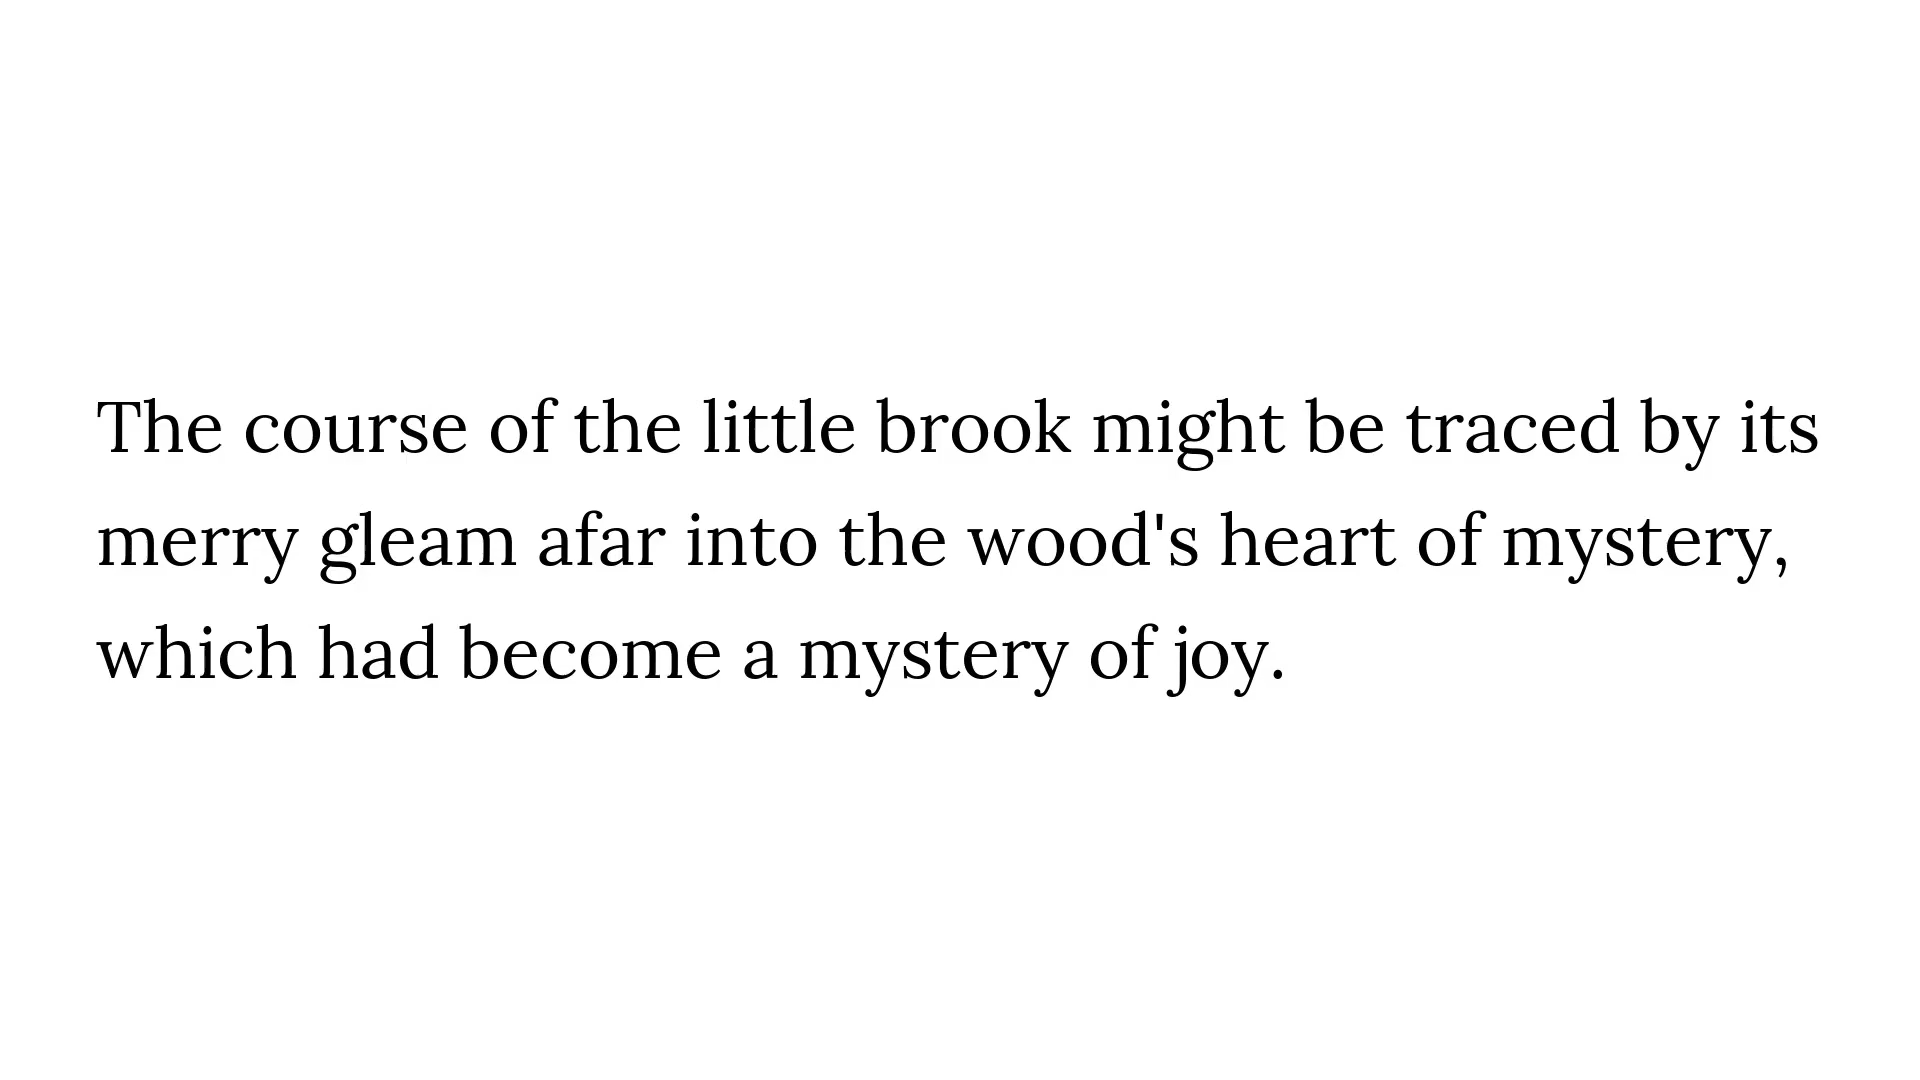 The course of the little brook might be traced by its
merry gleam afar into the wood's heart of mystery,
which had become a mystery of joy.